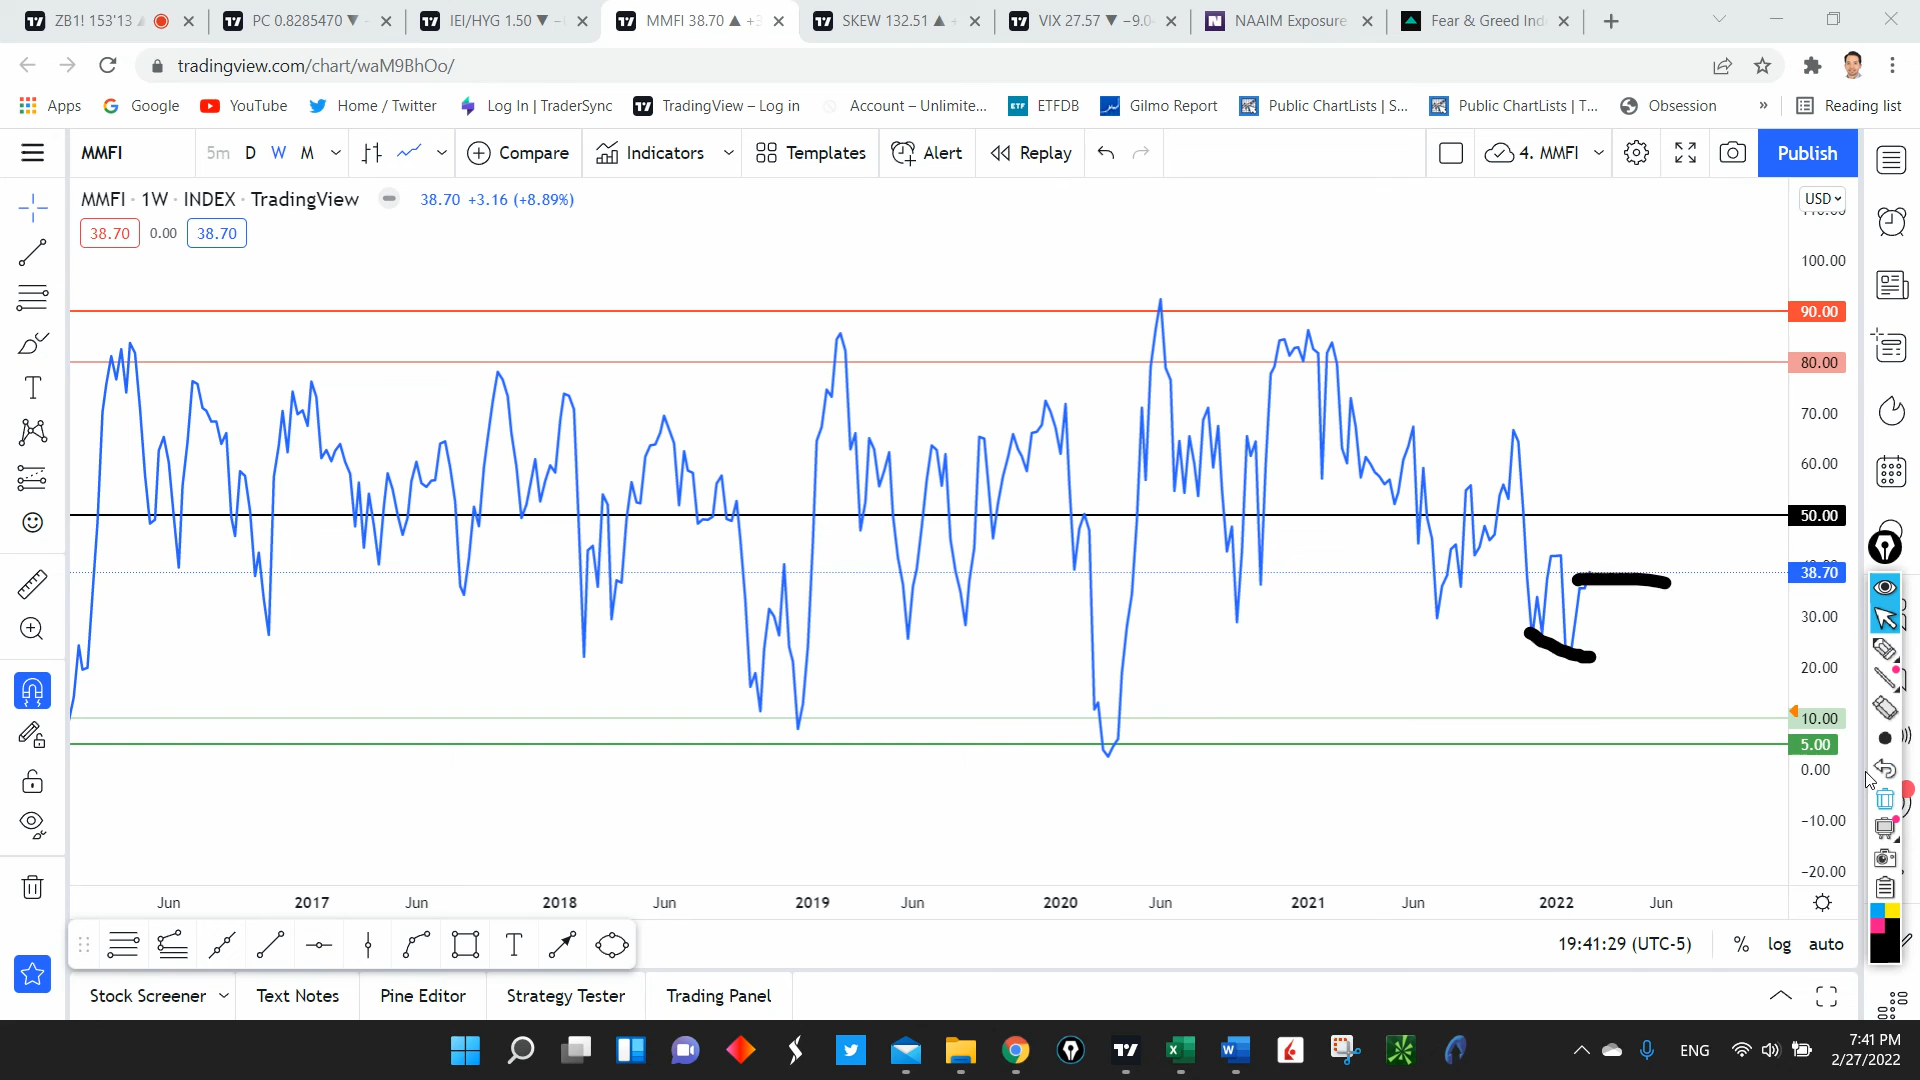 ZB1! 153'13
PC 0.8285470 ▼ -
IEI/HYG 1.50 ▼ -
MMFI 38.70 ▲ +3
SKEW 132.51 ▲ +
VIX 27.57 ▼ −9.0
NAAIM Exposure
Fear & Greed Ind
tradingview.com/chart/waM9BhOo/
Apps
Google
YouTube
Home / Twitter
Log In | TraderSync
TradingView – Log in
Account – Unlimite...
ETF
ETFDB
Gilmo Report
Public ChartLists | S...
Public ChartLists | T...
Obsession
»
Reading list
MMFI
5m
D
W
M
Compare
Indicators
Templates
Alert
Replay
4. MMFI
Publish
MMFI · 1W · INDEX · TradingView
38.70 +3.16 (+8.89%)
USD
38.70
0.00
38.70
100.00
90.00
80.00
70.00
60.00
50.00
38.70
30.00
20.00
10.00
5.00
0.00
−10.00
−20.00
Jun
2017
Jun
2018
Jun
2019
Jun
2020
Jun
2021
Jun
2022
Jun
19:41:29 (UTC-5)
%
log
auto
Stock Screener
Text Notes
Pine Editor
Strategy Tester
Trading Panel
ENG
7:41 PM
2/27/2022